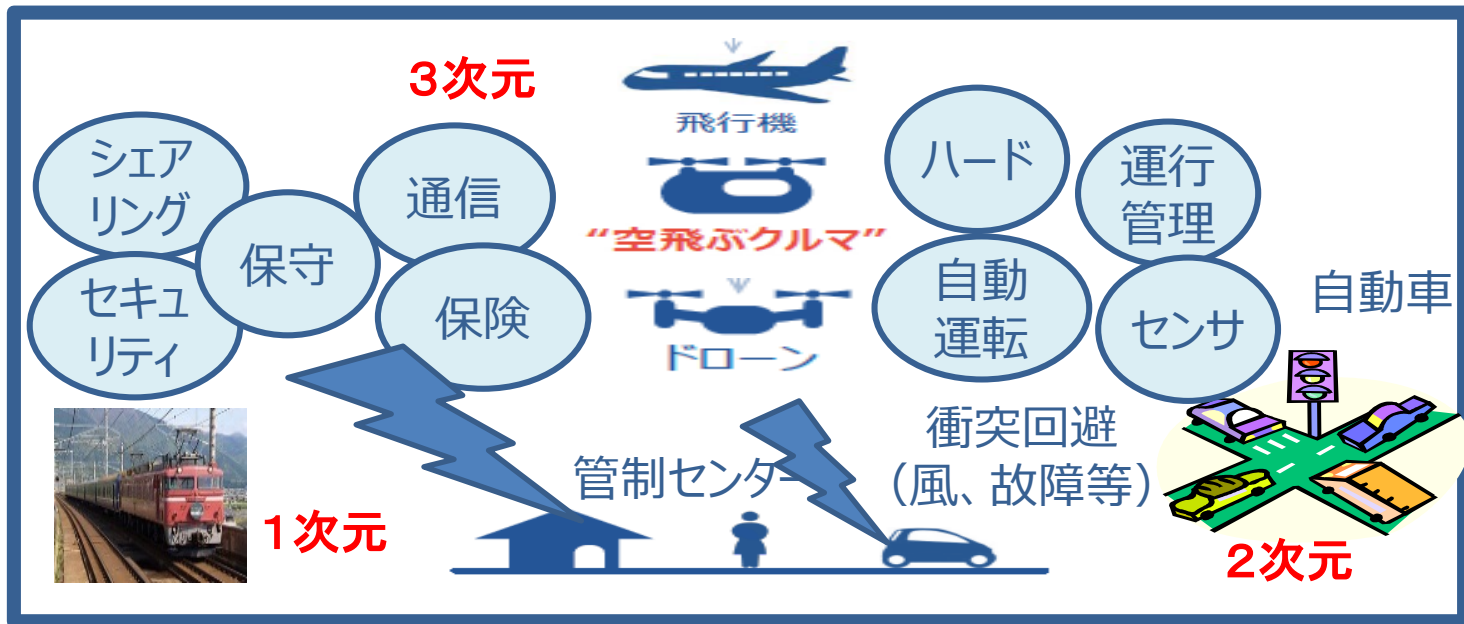 ３次元
飛行機
シェア
リング
通信
ハード
運行
管理
保守
“空飛ぶクルマ”
セキュ
リティ
保険
自動
運転
センサ
自動車
ドローン
衝突回避
（風、故障等）
管制センター
１次元
２次元